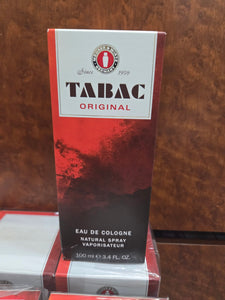 Since 1959
TABAC
ORIGINAL
EAU DE COLOGNE
NATURAL SPRAY
VAPORISATEUR
100 ml ℮ 3.4 FL. OZ.